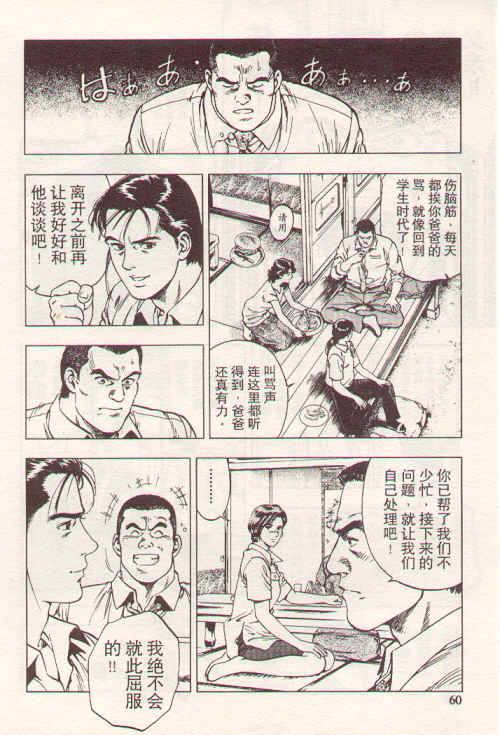 はぁ
あ・
あぁ・・・あ
伤脑筋，每天
都挨你爸爸的
骂，就像回到
学生时代了！
请用
叫骂声
连这里都听
得到，爸爸
还真有力．
离开之前再
让我好好和
他谈谈吧！
你已帮了我们不
少忙，接下来的
问题，就让我们
自己处理吧！
………
我绝不会
就此屈服
的!!
60